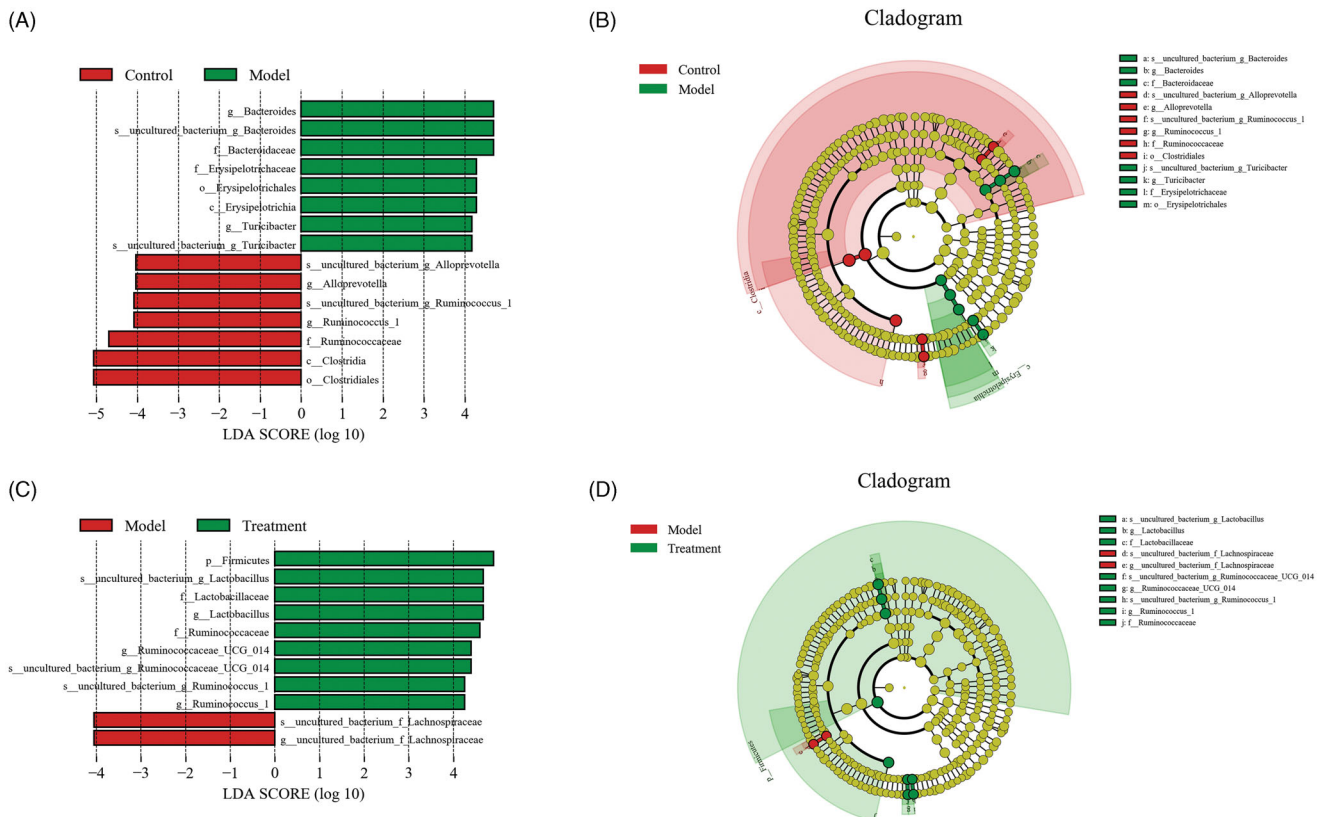 (A)
Control
Model
g__Bacteroides
s__uncultured_bacterium_g_Bacteroides
f__Bacteroidaceae
f__Erysipelotrichaceae
o__Erysipelotrichales
c__Erysipelotrichia
g__Turicibacter
s__uncultured_bacterium_g_Turicibacter
s__uncultured_bacterium_g_Alloprevotella
g__Alloprevotella
s__uncultured_bacterium_g_Ruminococcus_1
g__Ruminococcus_1
f__Ruminococcaceae
c__Clostridia
o__Clostridiales
−5 −4 −3 −2 −1 0 1 2 3 4
LDA SCORE (log 10)
(B)
Cladogram
Control
Model
a: s__uncultured_bacterium_g_Bacteroides
b: g__Bacteroides
c: f__Bacteroidaceae
d: s__uncultured_bacterium_g_Alloprevotella
e: g__Alloprevotella
f: s__uncultured_bacterium_g_Ruminococcus_1
g: g__Ruminococcus_1
h: f__Ruminococcaceae
i: o__Clostridiales
j: s__uncultured_bacterium_g_Turicibacter
k: g__Turicibacter
l: f__Erysipelotrichaceae
m: o__Erysipelotrichales
c__Clostridia
h
g
m
c__Erysipelotrichia
(C)
Model
Treatment
p__Firmicutes
s__uncultured_bacterium_g_Lactobacillus
f__Lactobacillaceae
g__Lactobacillus
f__Ruminococcaceae
g__Ruminococcaceae_UCG_014
s__uncultured_bacterium_g_Ruminococcaceae_UCG_014
s__uncultured_bacterium_g_Ruminococcus_1
g__Ruminococcus_1
s__uncultured_bacterium_f_Lachnospiraceae
g__uncultured_bacterium_f_Lachnospiraceae
−4 −3 −2 −1 0 1 2 3 4
LDA SCORE (log 10)
(D)
Cladogram
Model
Treatment
a: s__uncultured_bacterium_g_Lactobacillus
b: g__Lactobacillus
c: f__Lactobacillaceae
d: s__uncultured_bacterium_f_Lachnospiraceae
e: g__uncultured_bacterium_f_Lachnospiraceae
f: s__uncultured_bacterium_g_Ruminococcaceae_UCG_014
g: g__Ruminococcaceae_UCG_014
h: s__uncultured_bacterium_g_Ruminococcus_1
i: g__Ruminococcus_1
j: f__Ruminococcaceae
p__Firmicutes